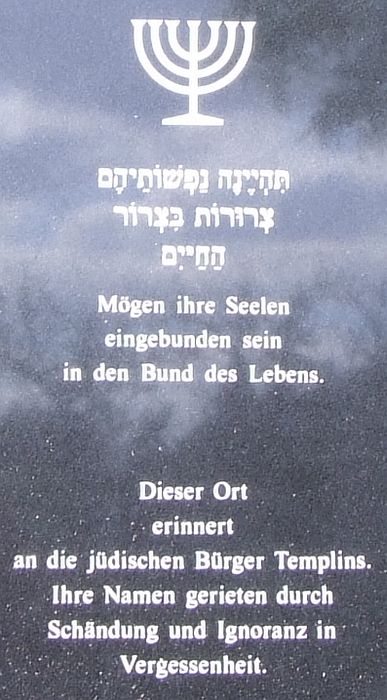 תִּהְיֶינָה נַפְשׁוֹתֵיהֶם
צְרוּרוֹת בִּצְרוֹר
הַחַיִּים
Mögen ihre Seelen
eingebunden sein
in den Bund des Lebens.
Dieser Ort
erinnert
an die jüdischen Bürger Templins.
Ihre Namen gerieten durch
Schändung und Ignoranz in
Vergessenheit.